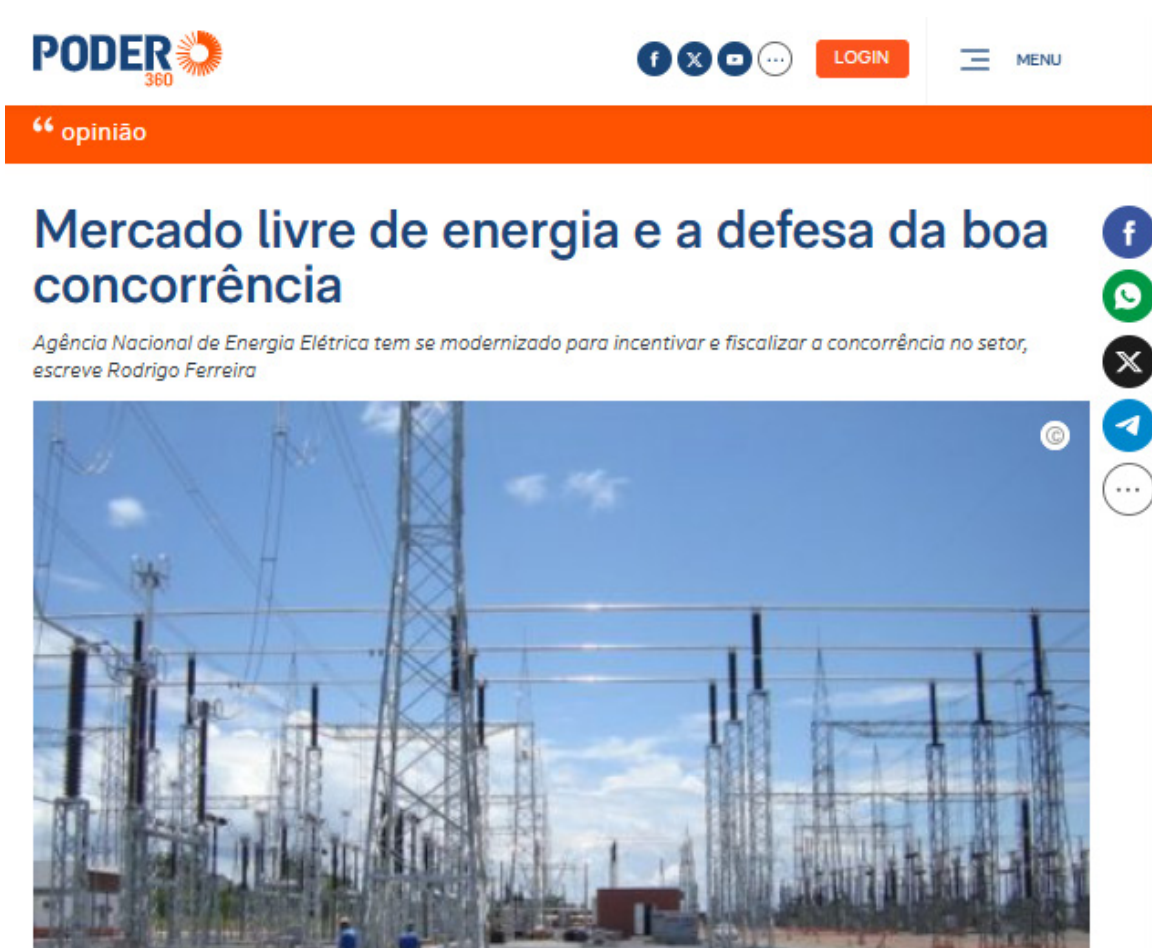 PODER
360
LOGIN
MENU
“ opinião
Mercado livre de energia e a defesa da boa
concorrência
Agência Nacional de Energia Elétrica tem se modernizado para incentivar e fiscalizar a concorrência no setor,
escreve Rodrigo Ferreira
©